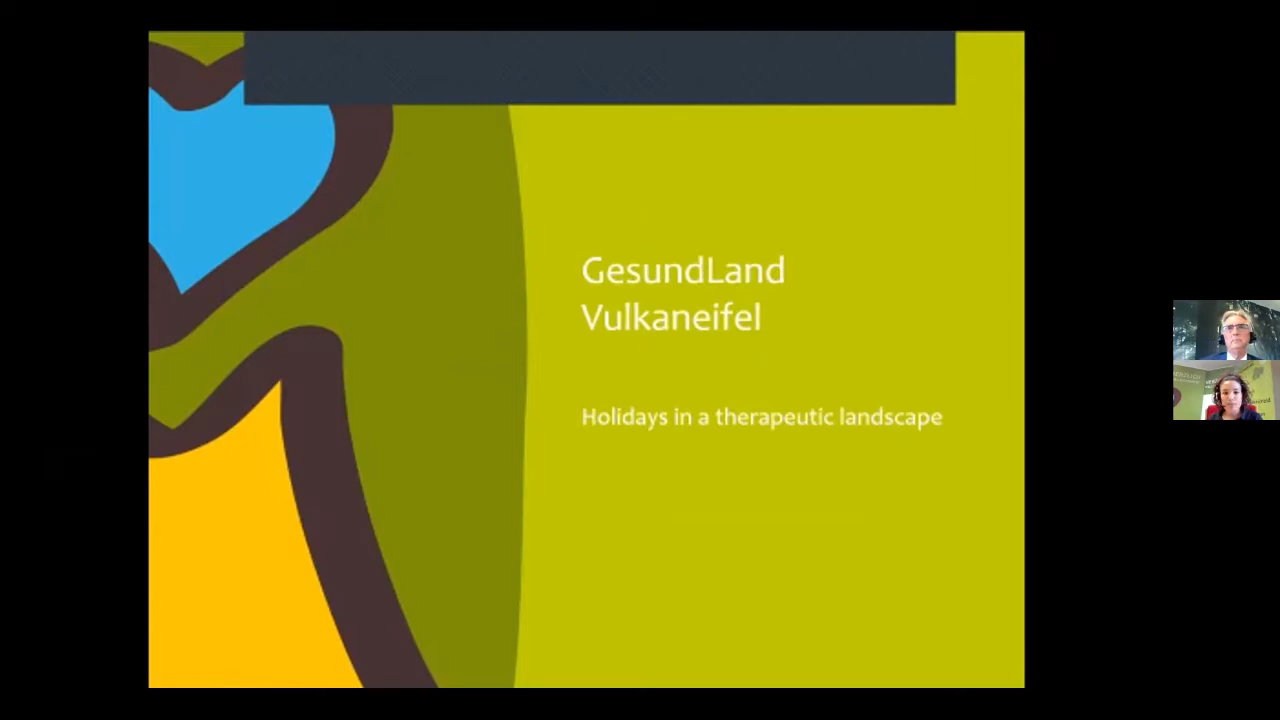 GesundLand
Vulkaneifel
Holidays in a therapeutic landscape